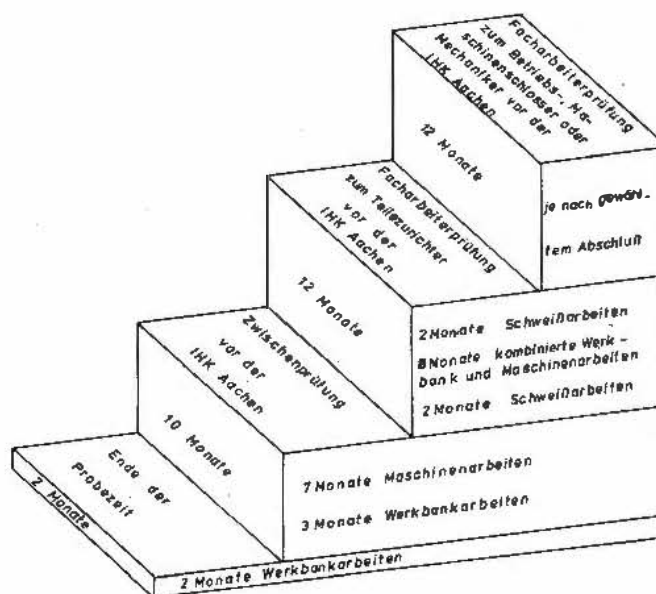 Facharbeiterprüfung
zum Betriebs-, Ma-
schinenschlosser oder
Mechaniker vor der
IHK Aachen
12 Monate
je nach gewähl-
tem Abschluß
Facharbeiterprüfung
zum Teilezurichter
vor der
IHK Aachen
12 Monate
2 Monate Schweißarbeiten
8 Monate kombinierte Werk-
bank und Maschinenarbeiten
2 Monate Schweißarbeiten
Zwischenprüfung
vor der
IHK Aachen
10 Monate
7 Monate Maschinenarbeiten
3 Monate Werkbankarbeiten
Ende der
Probezeit
2 Monate
2 Monate Werkbankarbeiten